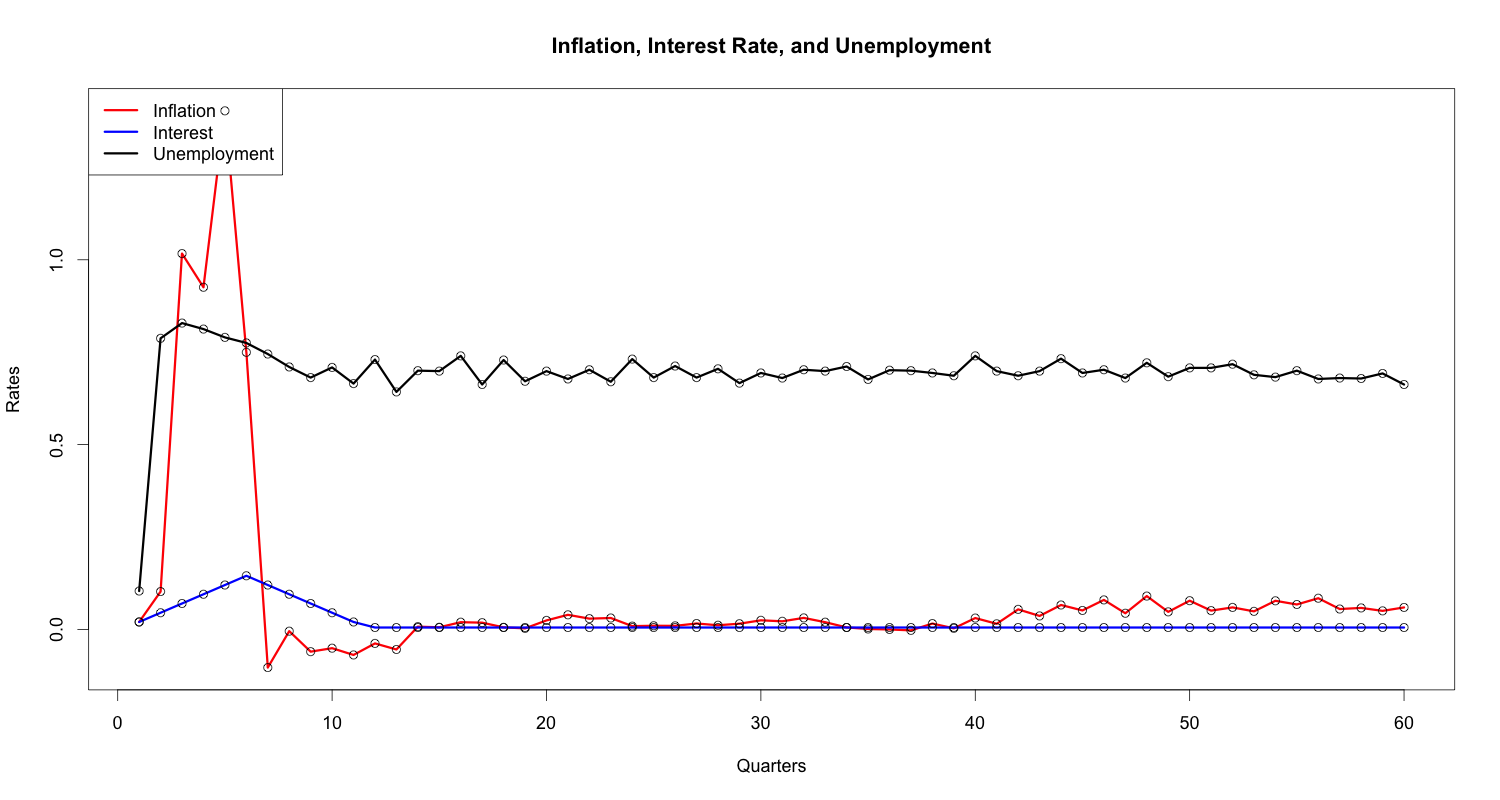 Inflation, Interest Rate, and Unemployment
Inflation
Interest
Unemployment
Rates
1.0
0.5
0.0
0 10 20 30 40 50 60
Quarters